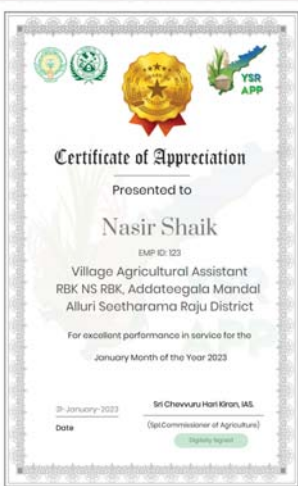 YSR
APP
Certificate of Appreciation
Presented to
Nasir Shaik
EMP ID: 123
Village Agricultural Assistant
RBK NS RBK, Addateegala Mandal
Alluri Seetharama Raju District
For excellent performance in service for the
January Month of the Year 2023
31-January-2023
Date
Sri Chevvuru Hari Kiran, IAS.
(Spl.Commissioner of Agriculture)
Digitally Signed